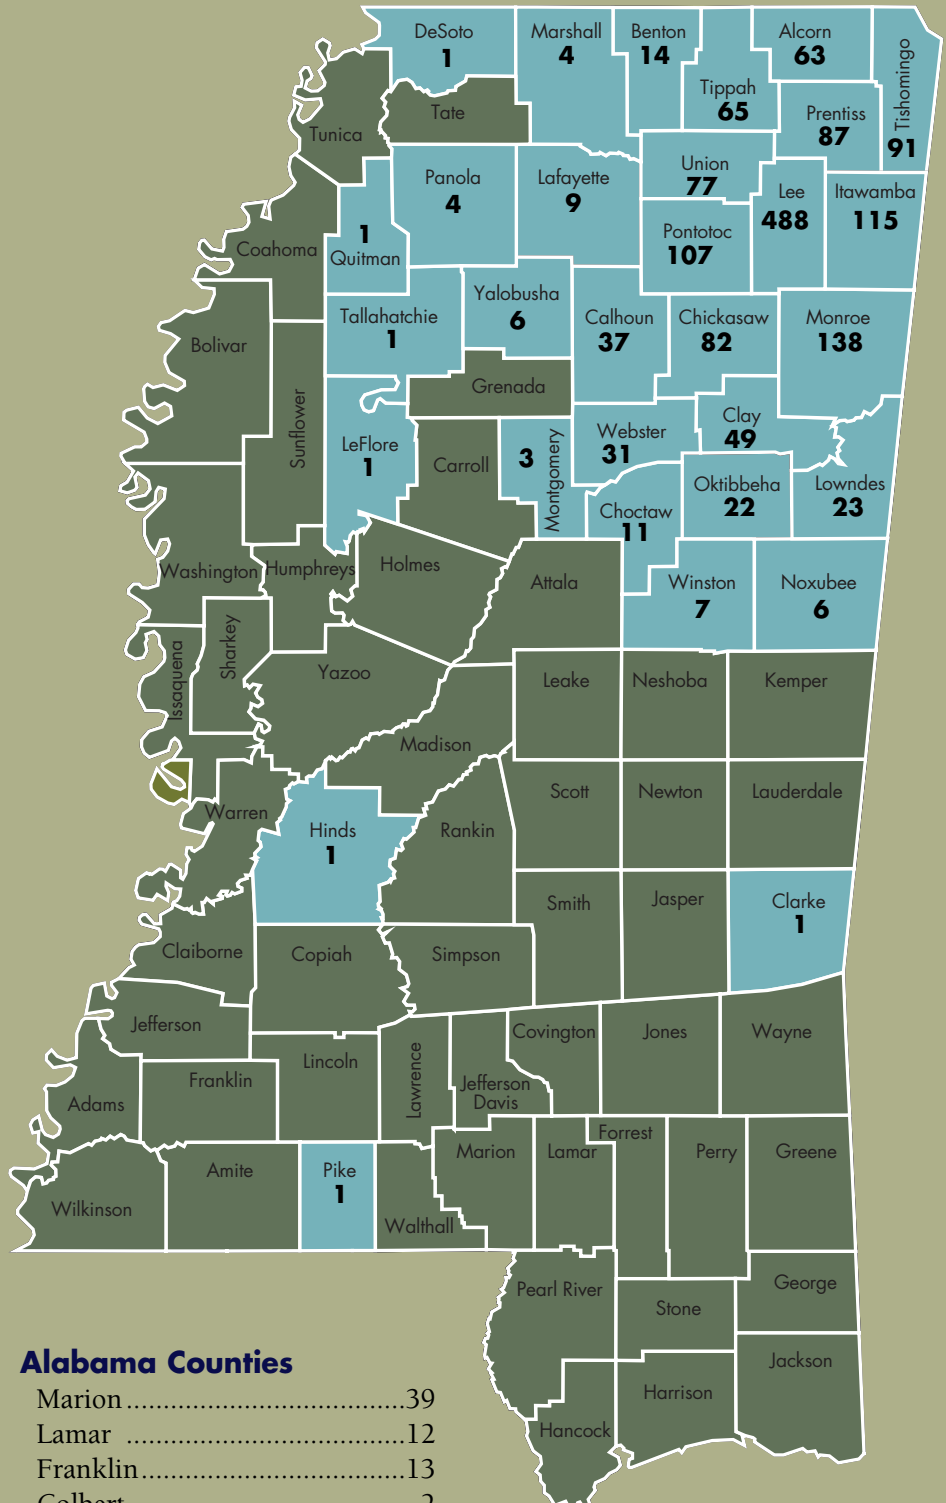 DeSoto
1
Marshall
4
Benton
14
Alcorn
63
Tishomingo
91
Tippah
65
Tate
Prentiss
87
Tunica
Union
77
Panola
4
Lafayette
9
Lee
488
Itawamba
115
1
Quitman
Pontotoc
107
Coahoma
Yalobusha
6
Tallahatchie
1
Calhoun
37
Chickasaw
82
Monroe
138
Bolivar
Grenada
Sunflower
Clay
49
LeFlore
1
Carroll
3
Montgomery
Webster
31
Oktibbeha
22
Lowndes
23
Choctaw
11
Washington
Humphreys
Holmes
Attala
Winston
7
Noxubee
6
Issaquena
Sharkey
Yazoo
Leake
Neshoba
Kemper
Madison
Scott
Newton
Lauderdale
Warren
Hinds
1
Rankin
Smith
Jasper
Clarke
1
Claiborne
Copiah
Simpson
Jefferson
Covington
Jones
Wayne
Franklin
Lincoln
Lawrence
Jefferson
Davis
Adams
Forrest
Marion
Lamar
Perry
Greene
Wilkinson
Amite
Pike
1
Walthall
Pearl River
Stone
George
Jackson
Harrison
Hancock
Alabama Counties
Marion................................39
Lamar ................................12
Franklin..............................13
Colbert................................2